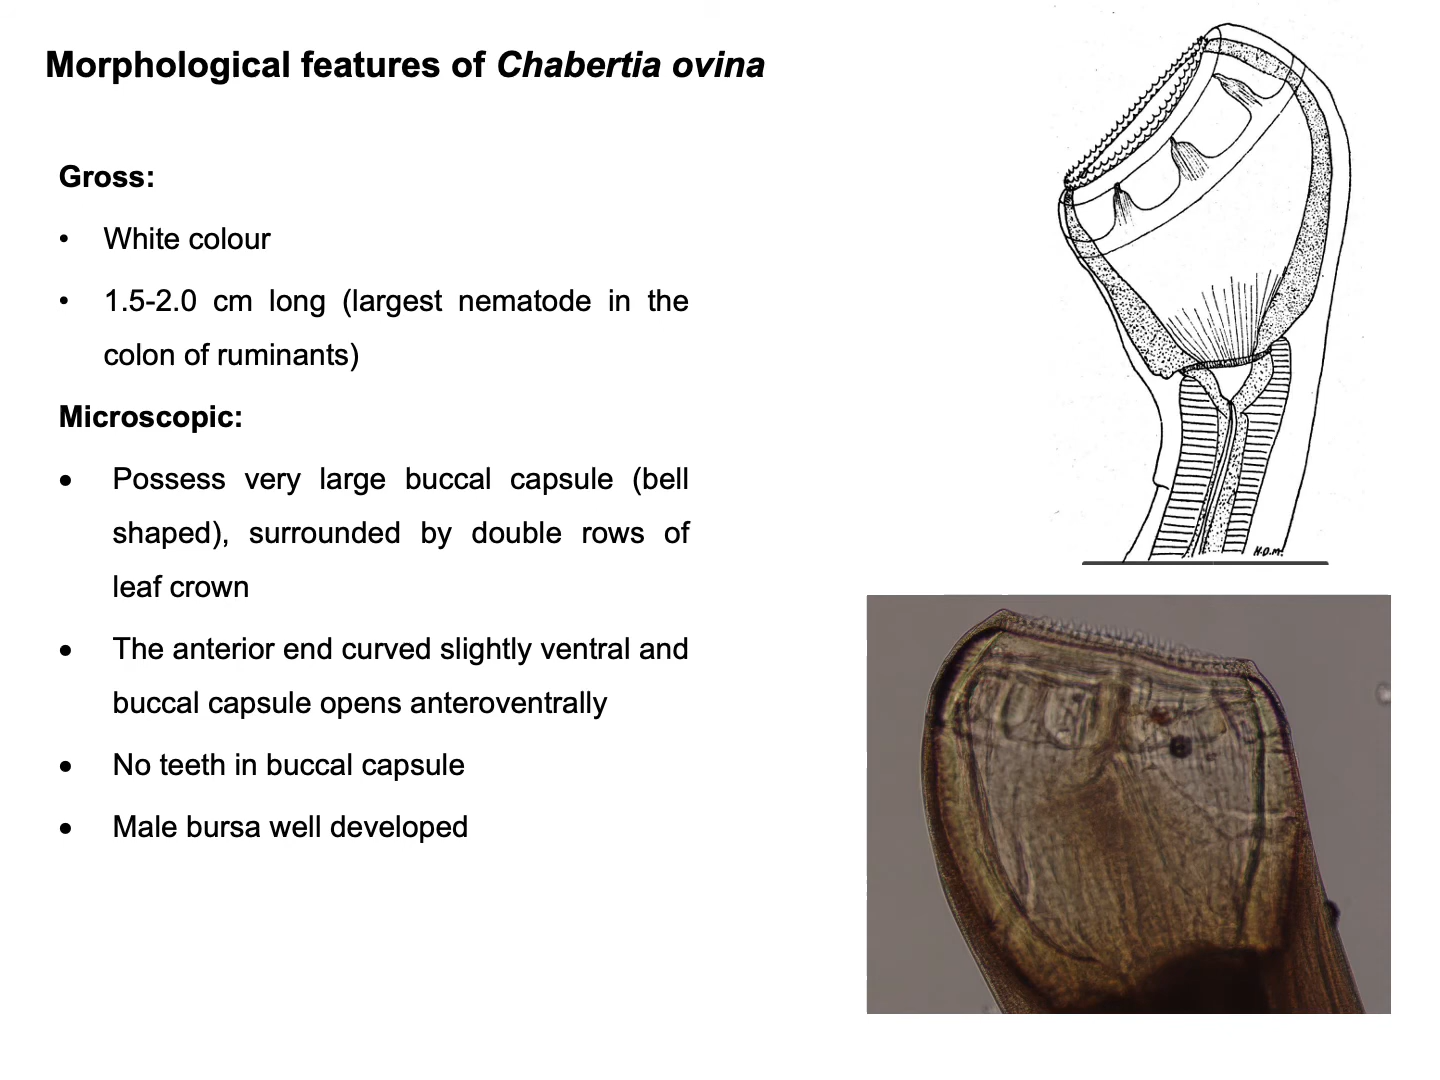 Morphological features of Chabertia ovina
Gross:
• White colour
• 1.5-2.0 cm long (largest nematode in the
colon of ruminants)
Microscopic:
• Possess very large buccal capsule (bell
shaped), surrounded by double rows of
leaf crown
• The anterior end curved slightly ventral and
buccal capsule opens anteroventrally
• No teeth in buccal capsule
• Male bursa well developed
H.D.M.